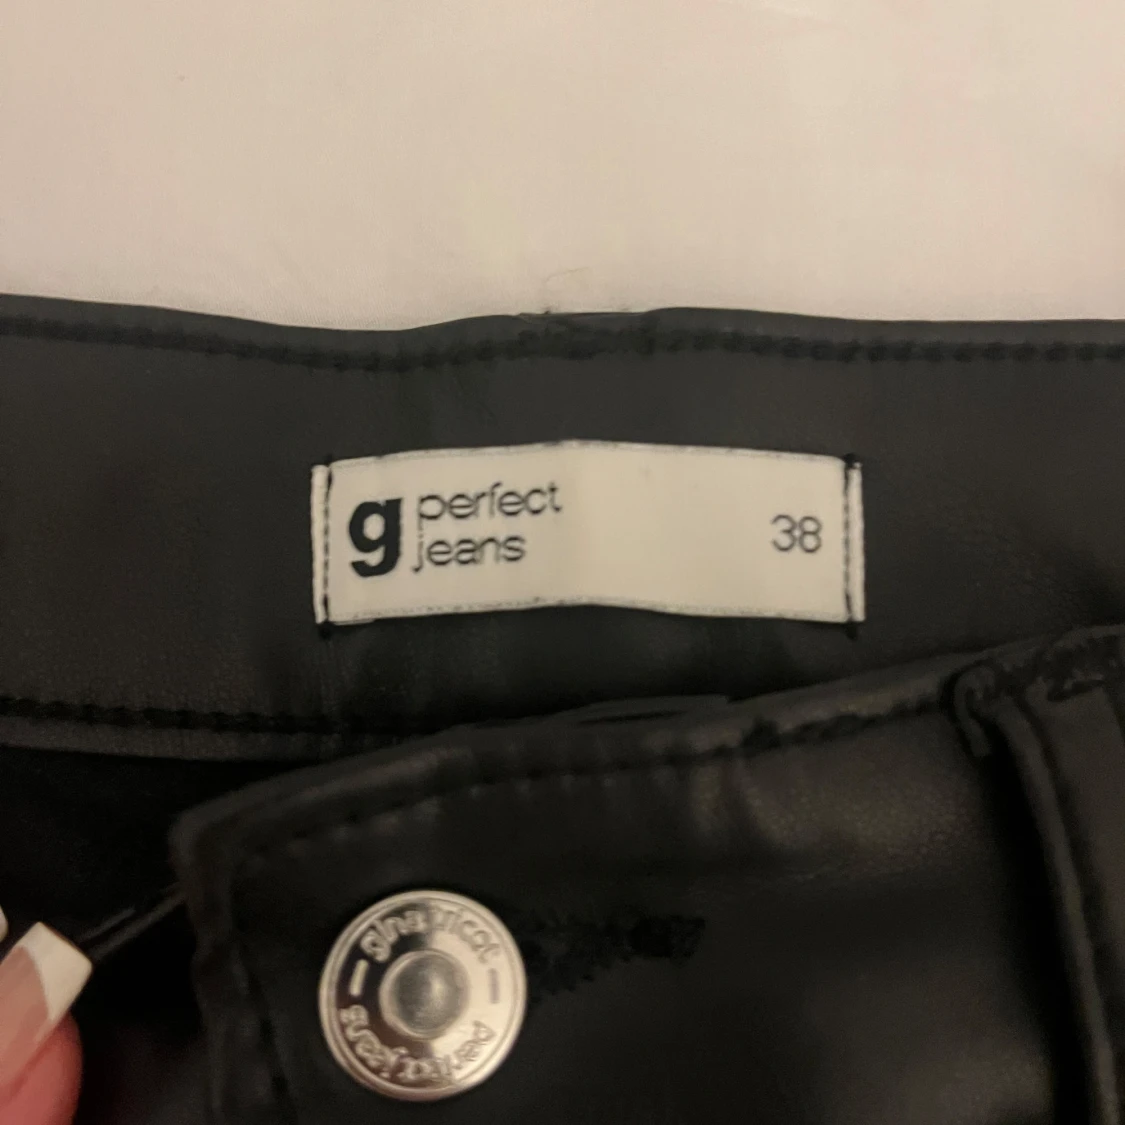 g perfect
jeans
38
gina tricot
perfect jeans